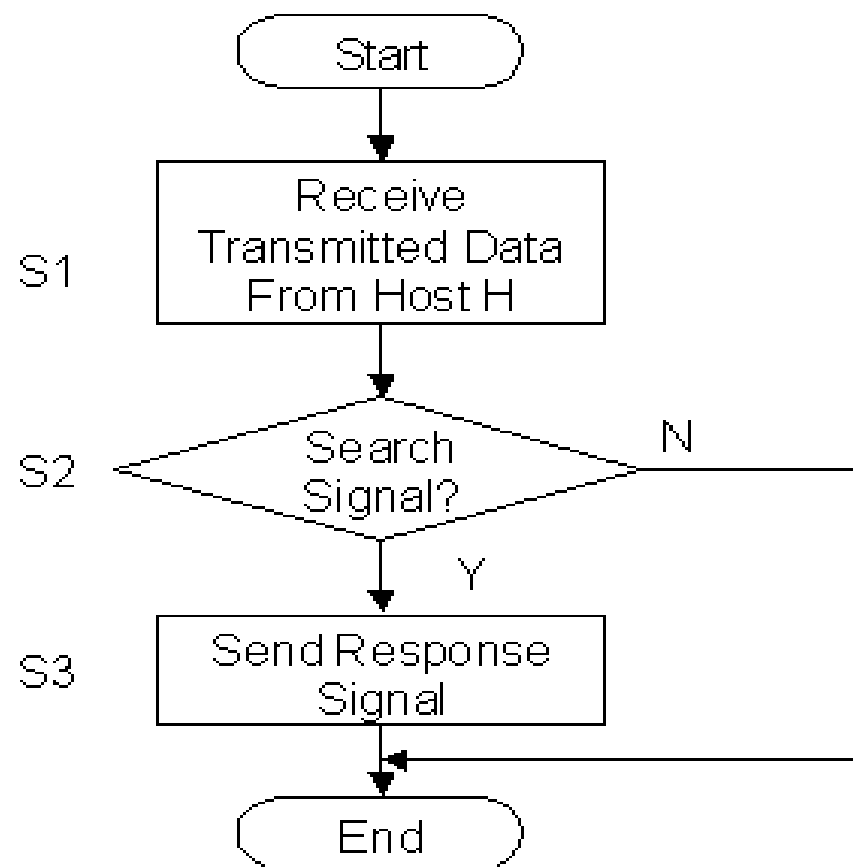 Start
S1
Receive
Transmitted Data
From Host H
S2
Search
Signal?
N
Y
S3
Send Response
Signal
End